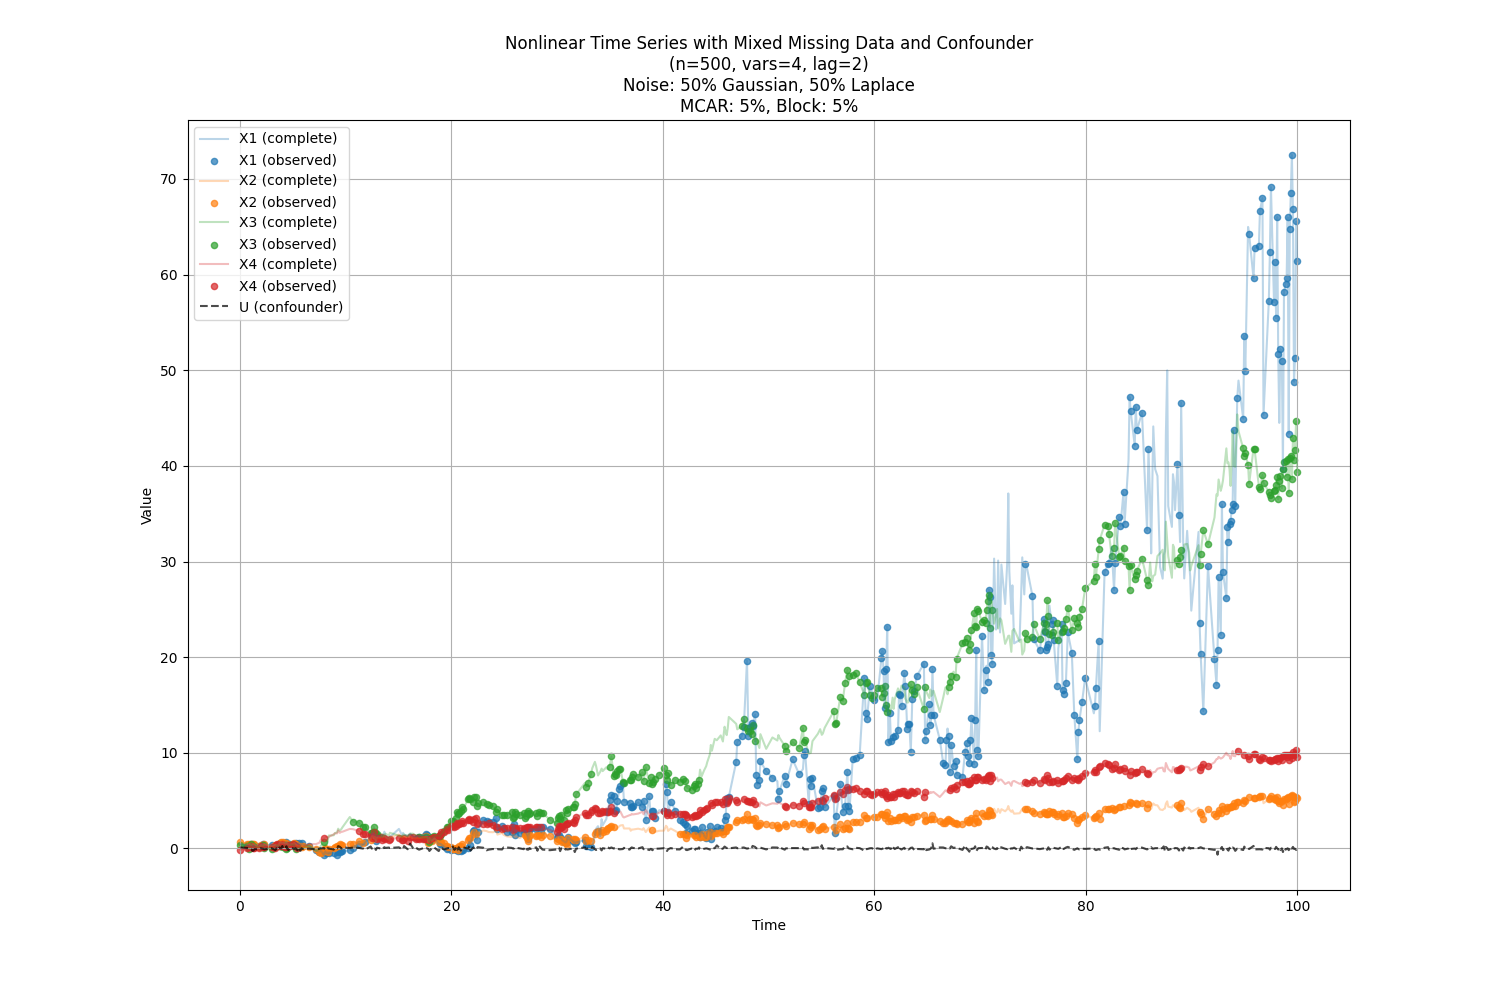 Nonlinear Time Series with Mixed Missing Data and Confounder
(n=500, vars=4, lag=2)
Noise: 50% Gaussian, 50% Laplace
MCAR: 5%, Block: 5%
X1 (complete)
X1 (observed)
X2 (complete)
X2 (observed)
X3 (complete)
X3 (observed)
X4 (complete)
X4 (observed)
U (confounder)
Value
70
60
50
40
30
20
10
0
0 20 40 60 80 100
Time